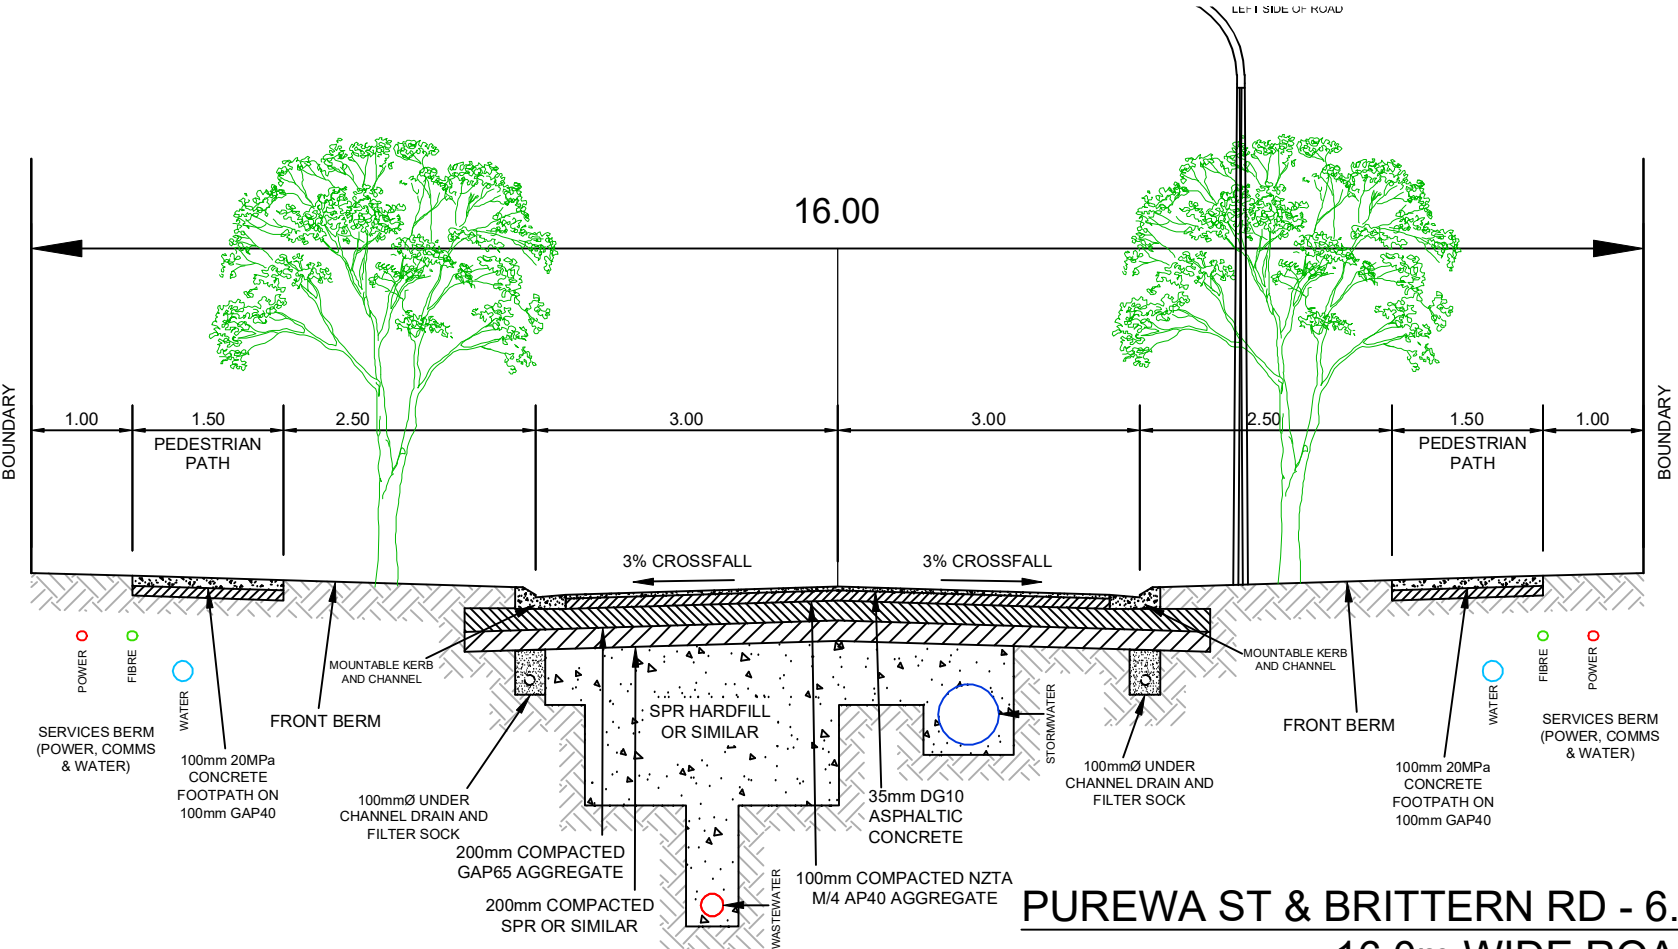 LEFT SIDE OF ROAD
16.00
BOUNDARY
BOUNDARY
1.00
1.50
2.50
3.00
3.00
2.50
1.50
1.00
PEDESTRIAN
PATH
PEDESTRIAN
PATH
3% CROSSFALL
3% CROSSFALL
POWER
FIBRE
WATER
MOUNTABLE KERB
AND CHANNEL
MOUNTABLE KERB
AND CHANNEL
WATER
FIBRE
POWER
SERVICES BERM
(POWER, COMMS
& WATER)
FRONT BERM
SPR HARDFILL
OR SIMILAR
STORMWATER
FRONT BERM
SERVICES BERM
(POWER, COMMS
& WATER)
100mm 20MPa
CONCRETE
FOOTPATH ON
100mm GAP40
100mmØ UNDER
CHANNEL DRAIN AND
FILTER SOCK
35mm DG10
ASPHALTIC
CONCRETE
100mmØ UNDER
CHANNEL DRAIN AND
FILTER SOCK
100mm 20MPa
CONCRETE
FOOTPATH ON
100mm GAP40
200mm COMPACTED
GAP65 AGGREGATE
200mm COMPACTED
SPR OR SIMILAR
WASTEWATER
100mm COMPACTED NZTA
M/4 AP40 AGGREGATE
PUREWA ST & BRITTERN RD - 6.
16.0m WIDE ROA